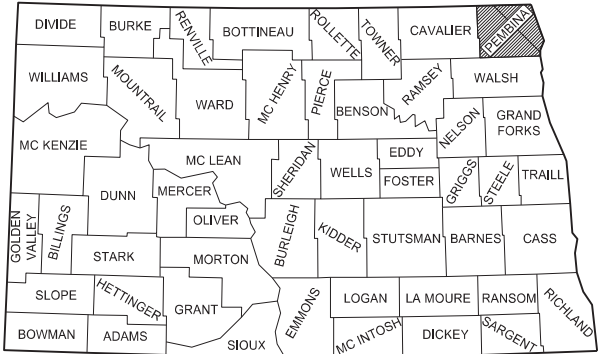 DIVIDE
BURKE
RENVILLE
BOTTINEAU
ROLLETTE
TOWNER
CAVALIER
PEMBINA
WILLIAMS
MOUNTRAIL
WARD
MC HENRY
PIERCE
BENSON
RAMSEY
WALSH
NELSON
GRAND
FORKS
MC KENZIE
MC LEAN
SHERIDAN
WELLS
EDDY
FOSTER
GRIGGS
STEELE
TRAILL
DUNN
MERCER
OLIVER
GOLDEN
VALLEY
BILLINGS
STARK
MORTON
BURLEIGH
KIDDER
STUTSMAN
BARNES
CASS
SLOPE
HETTINGER
GRANT
EMMONS
LOGAN
LA MOURE
RANSOM
RICHLAND
BOWMAN
ADAMS
SIOUX
MC INTOSH
DICKEY
SARGENT